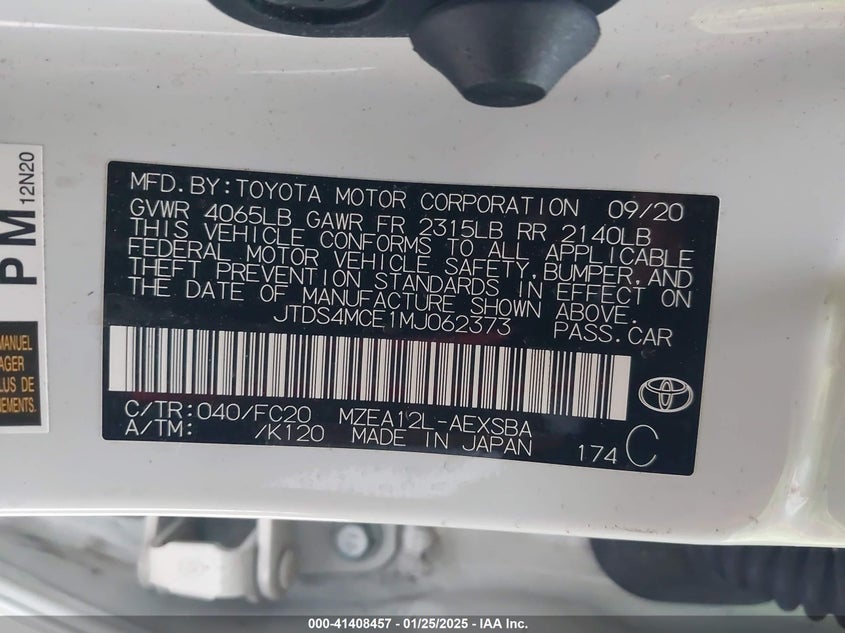 MFD.BY:TOYOTA MOTOR CORPORATION 09/20
GVWR 4065LB GAWR FR 2315LB RR 2140LB
THIS VEHICLE CONFORMS TO ALL APPLICABLE
FEDERAL MOTOR VEHICLE SAFETY,BUMPER,AND
THEFT PREVENTION STANDARDS IN EFFECT ON
THE DATE OF MANUFACTURE SHOWN ABOVE.
JTDS4MCE1MJ062373 PASS.CAR
C/TR:040/FC20 MZEA12L-AEXSBA
A/TM: /K120 MADE IN JAPAN 174 C
PM 12N20
MANUEL
AGER
LUS DE
NEMENTS.
000-41408457 - 01/25/2025 - IAA Inc.